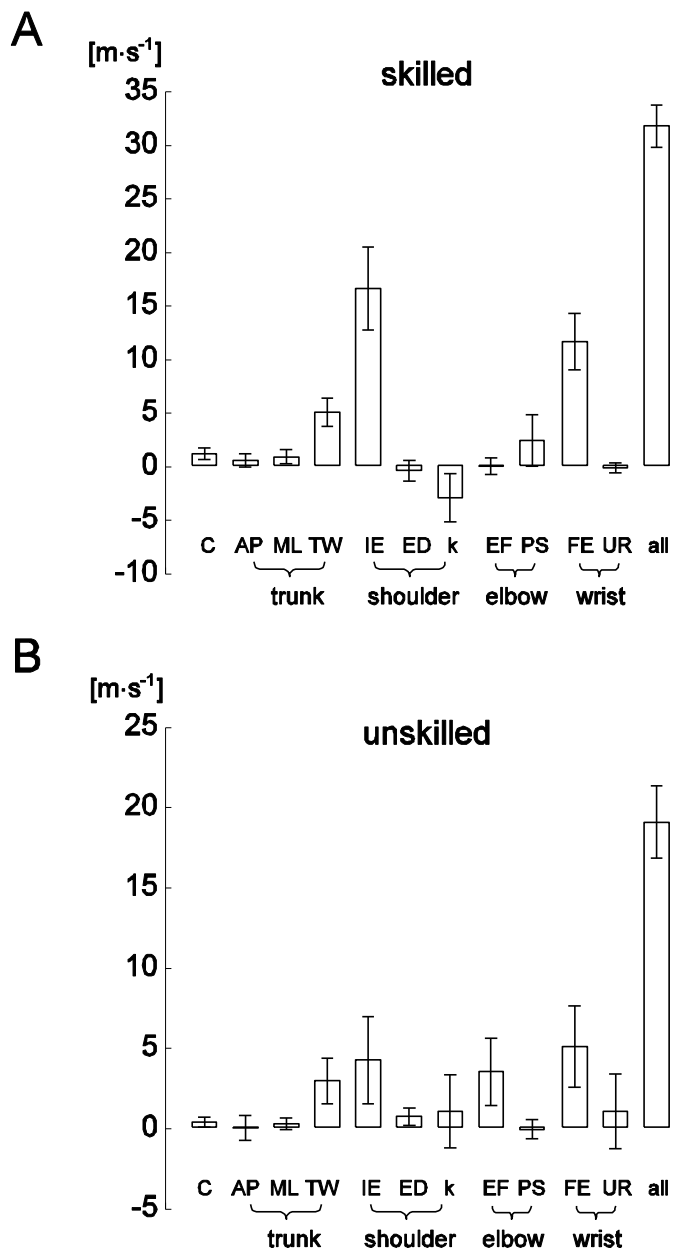 A
[m·s-1]
skilled
35
30
25
20
15
10
5
0
-5
-10
C AP ML TW IE ED k EF PS FE UR all
trunk shoulder elbow wrist
B
[m·s-1]
unskilled
25
20
15
10
5
0
-5
C AP ML TW IE ED k EF PS FE UR all
trunk shoulder elbow wrist